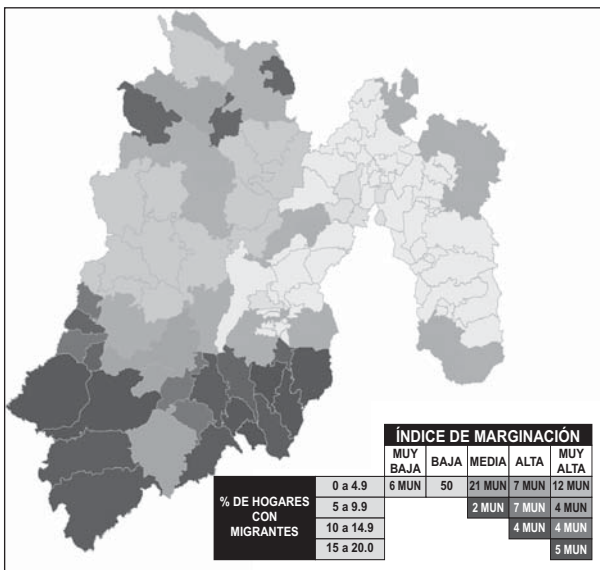 ÍNDICE DE MARGINACIÓN
MUY BAJA BAJA MEDIA ALTA MUY ALTA
% DE HOGARES CON MIGRANTES
0 a 4.9 6 MUN 50 21 MUN 7 MUN 12 MUN
5 a 9.9 2 MUN 7 MUN 4 MUN
10 a 14.9 4 MUN 4 MUN
15 a 20.0 5 MUN